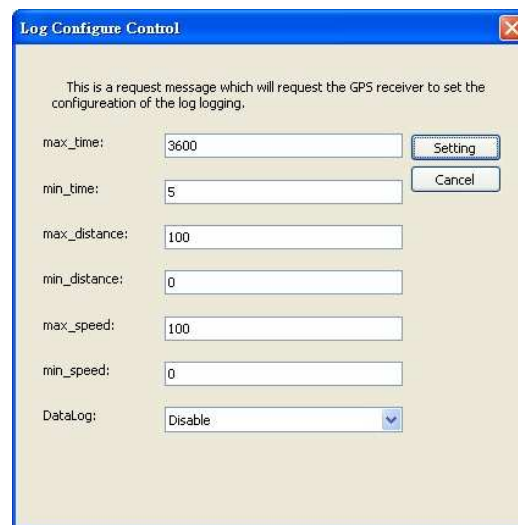 Log Configure Control
This is a request message which will request the GPS receiver to set the
configureation of the log logging.
max_time: 3600 Setting
min_time: 5 Cancel
max_distance: 100
min_distance: 0
max_speed: 100
min_speed: 0
DataLog: Disable